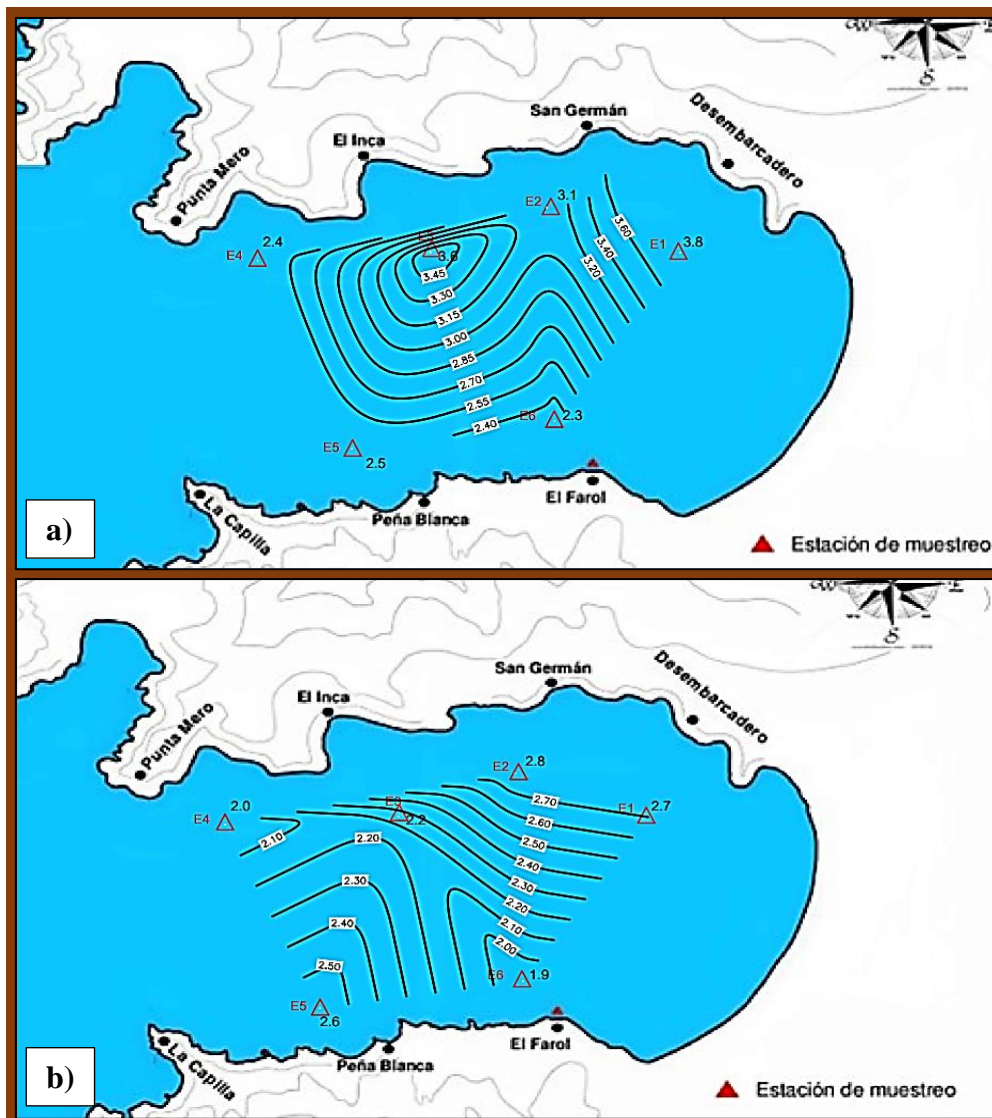 San Germán
Desembarcadero
El Inca
Punta Mero
E2 3.1
3.60
3.40
3.20
E1 3.8
E4 2.4
3.6
3.45
3.30
3.15
3.00
2.85
2.70
2.55
2.40
E6 2.3
E5 2.5
El Farol
Peña Blanca
La Capilla
a)
Estación de muestreo
S
San Germán
Desembarcadero
El Inca
Punta Mero
E2 2.8
2.70
E1 2.7
E4 2.0
E3 2.2
2.10
2.20
2.30
2.40
2.50
2.60
2.50
2.40
2.30
2.20
2.10
2.00
E6 1.9
E5 2.6
El Farol
Peña Blanca
La Capilla
b)
Estación de muestreo
S